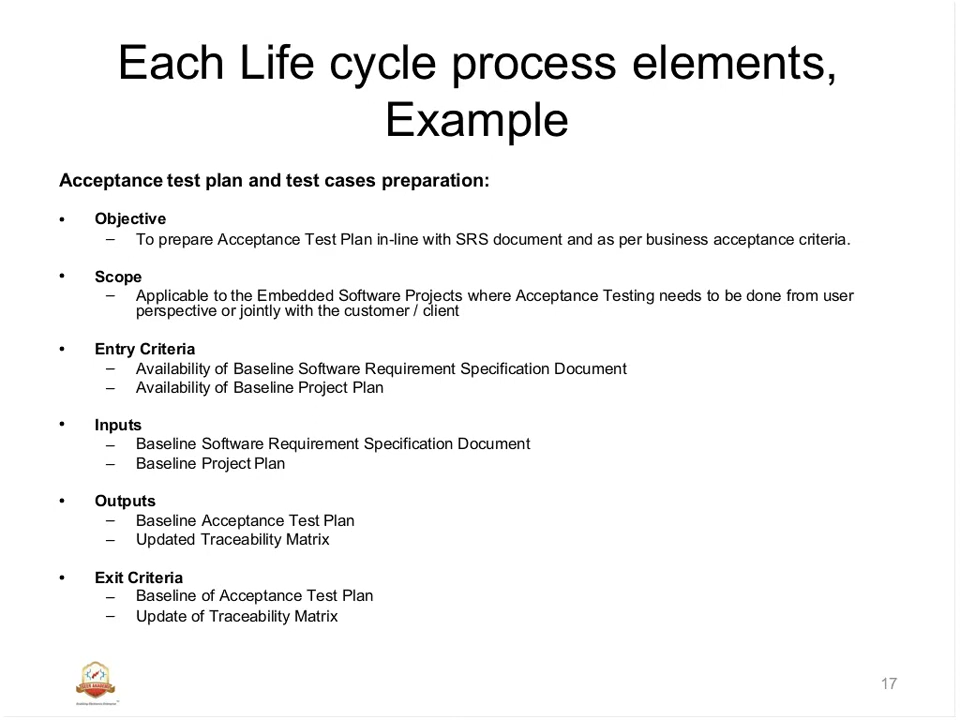 Each Life cycle process elements,
Example
Acceptance test plan and test cases preparation:
• Objective
– To prepare Acceptance Test Plan in-line with SRS document and as per business acceptance criteria.
• Scope
– Applicable to the Embedded Software Projects where Acceptance Testing needs to be done from user
perspective or jointly with the customer / client
• Entry Criteria
– Availability of Baseline Software Requirement Specification Document
– Availability of Baseline Project Plan
• Inputs
– Baseline Software Requirement Specification Document
– Baseline Project Plan
• Outputs
– Baseline Acceptance Test Plan
– Updated Traceability Matrix
• Exit Criteria
– Baseline of Acceptance Test Plan
– Update of Traceability Matrix
17